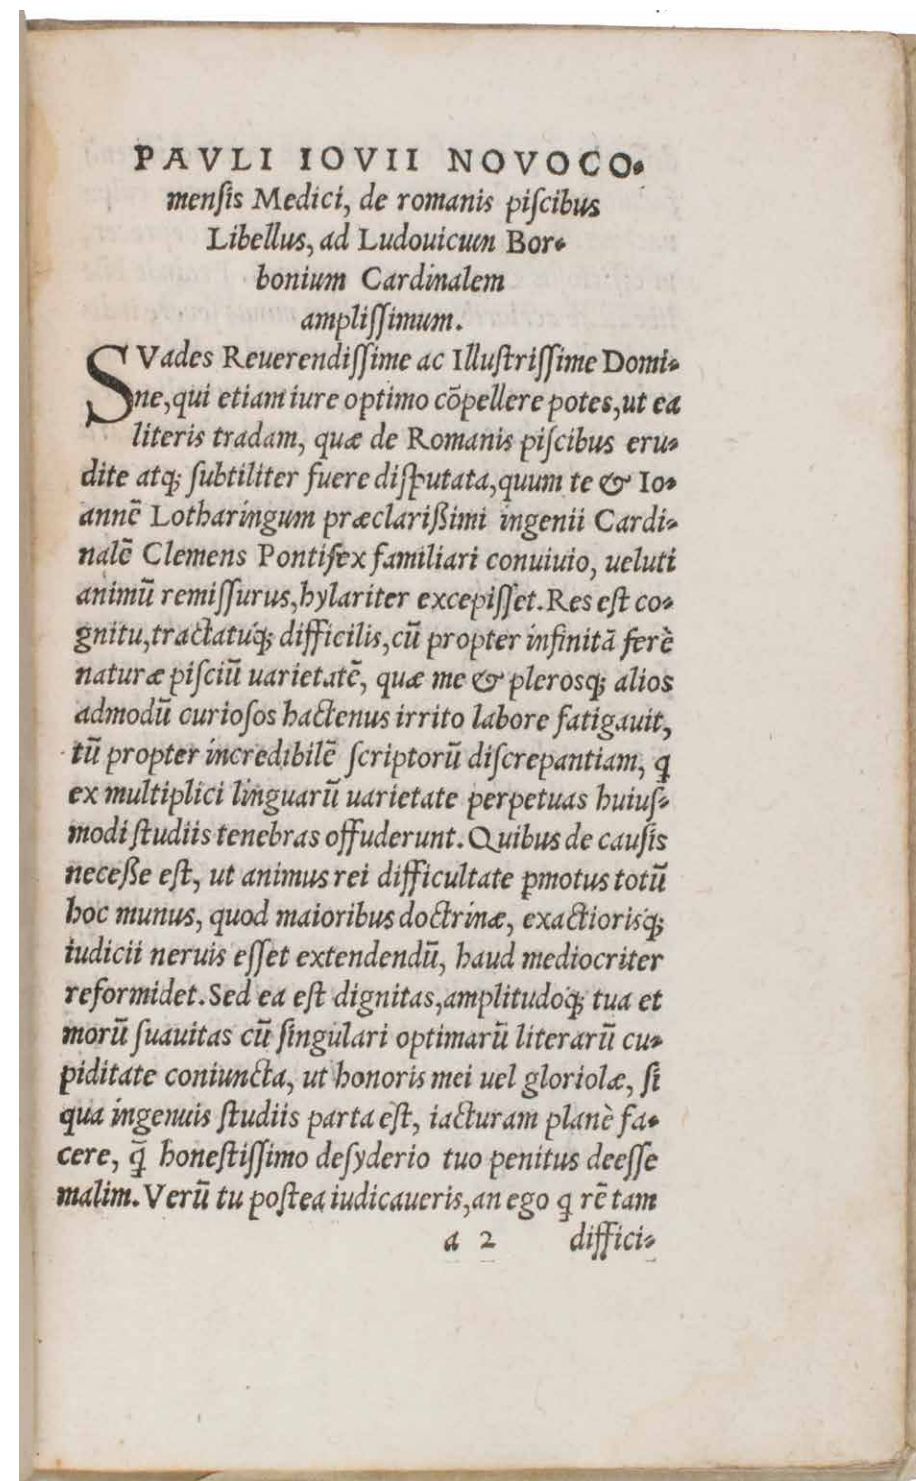 PAVLI IOVII NOVOCO-
menſis Medici, de romanis piſcibus
Libellus, ad Ludouicum Bor-
bonium Cardinalem
ampliſſimum.
SVades Reuerendiſſime ac Illuſtriſſime Domi-
ne, qui etiam iure optimo cōpellere potes, ut ea
literis tradam, quæ de Romanis piſcibus eru-
dite atq; ſubtiliter fuere diſputata, quum te & Io-
annē Lotharingum præclarißimi ingenii Cardi-
nalē Clemens Pontifex familiari conuiuio, ueluti
animū remiſſurus, hylariter excepiſſet. Res eſt co-
gnitu, tractatuq́; difficilis, cū propter infinitā ferè
naturæ piſciū uarietatē, quæ me & plerosq; alios
admodū curioſos hactenus irrito labore fatigauit,
tū propter incredibilē ſcriptorū diſcrepantiam, q
ex multiplici linguarū uarietate perpetuas huiuſ-
modi ſtudiis tenebras offuderunt. Quibus de cauſis
neceße eſt, ut animus rei difficultate ꝑmotus totū
hoc munus, quod maioribus doctrinæ, exactiorisq́;
iudicii neruis eſſet extendendū, haud mediocriter
reformidet. Sed ea eſt dignitas, amplitudoq́; tua et
morū ſuauitas cū ſingulari optimarū literarū cu-
piditate coniuncta, ut honoris mei uel gloriolæ, ſi
qua ingenuis ſtudiis parta eſt, iacturam planè fa-
cere, q̄ honeſtiſſimo deſyderio tuo penitus deeſſe
malim. Verū tu poſtea iudicaueris, an ego q rē tam
a 2 diffici-